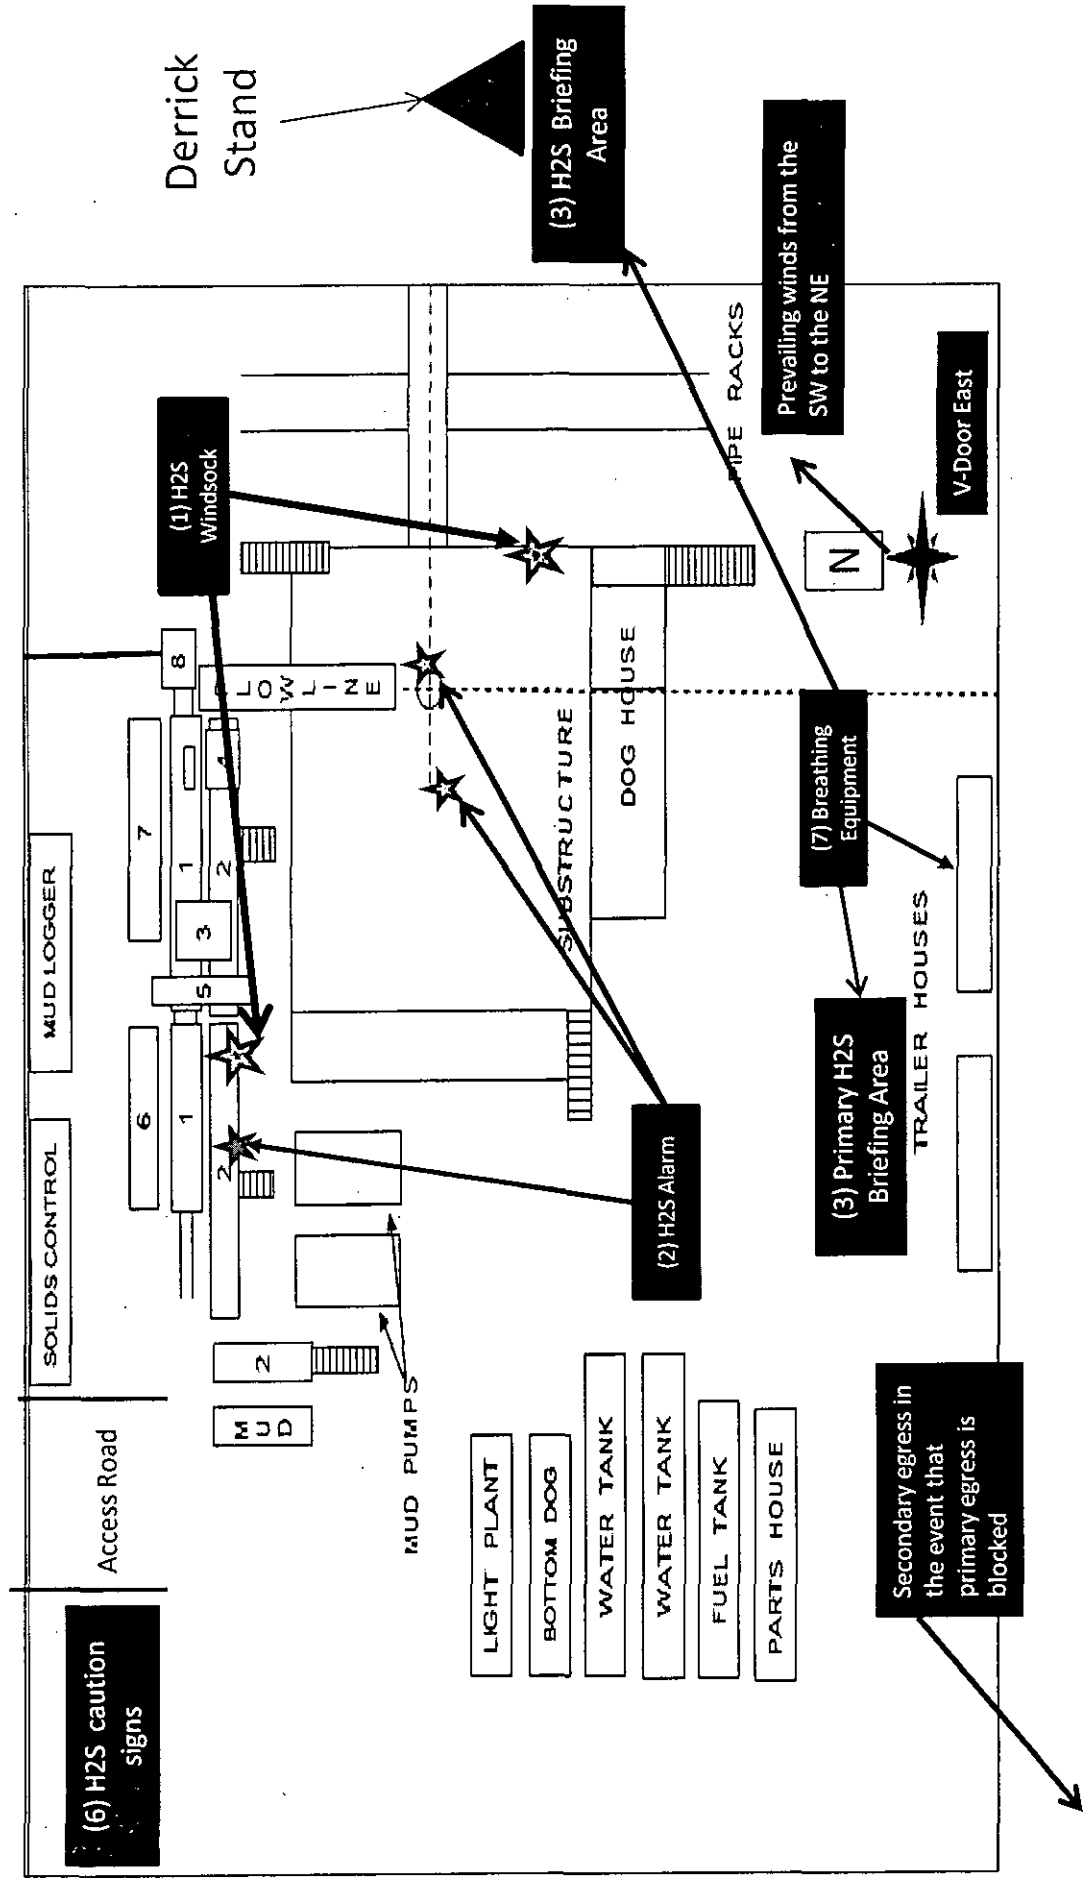 (6) H2S caution
signs
Access Road
SOLIDS CONTROL
MUD LOGGER
6
7
1
5
3
1
8
MUD
2
2
2
4
FLOWLINE
(1) H2S
Windsock
Derrick
Stand
MUD PUMPS
LIGHT PLANT
BOTTOM DOG
WATER TANK
WATER TANK
FUEL TANK
PARTS HOUSE
SUBSTRUCTURE
DOG HOUSE
(3) H2S Briefing
Area
PIPE RACKS
(2) H2S Alarm
Prevailing winds from the
SW to the NE
N
(7) Breathing
Equipment
(3) Primary H2S
Briefing Area
TRAILER HOUSES
V-Door East
Secondary egress in
the event that
primary egress is
blocked